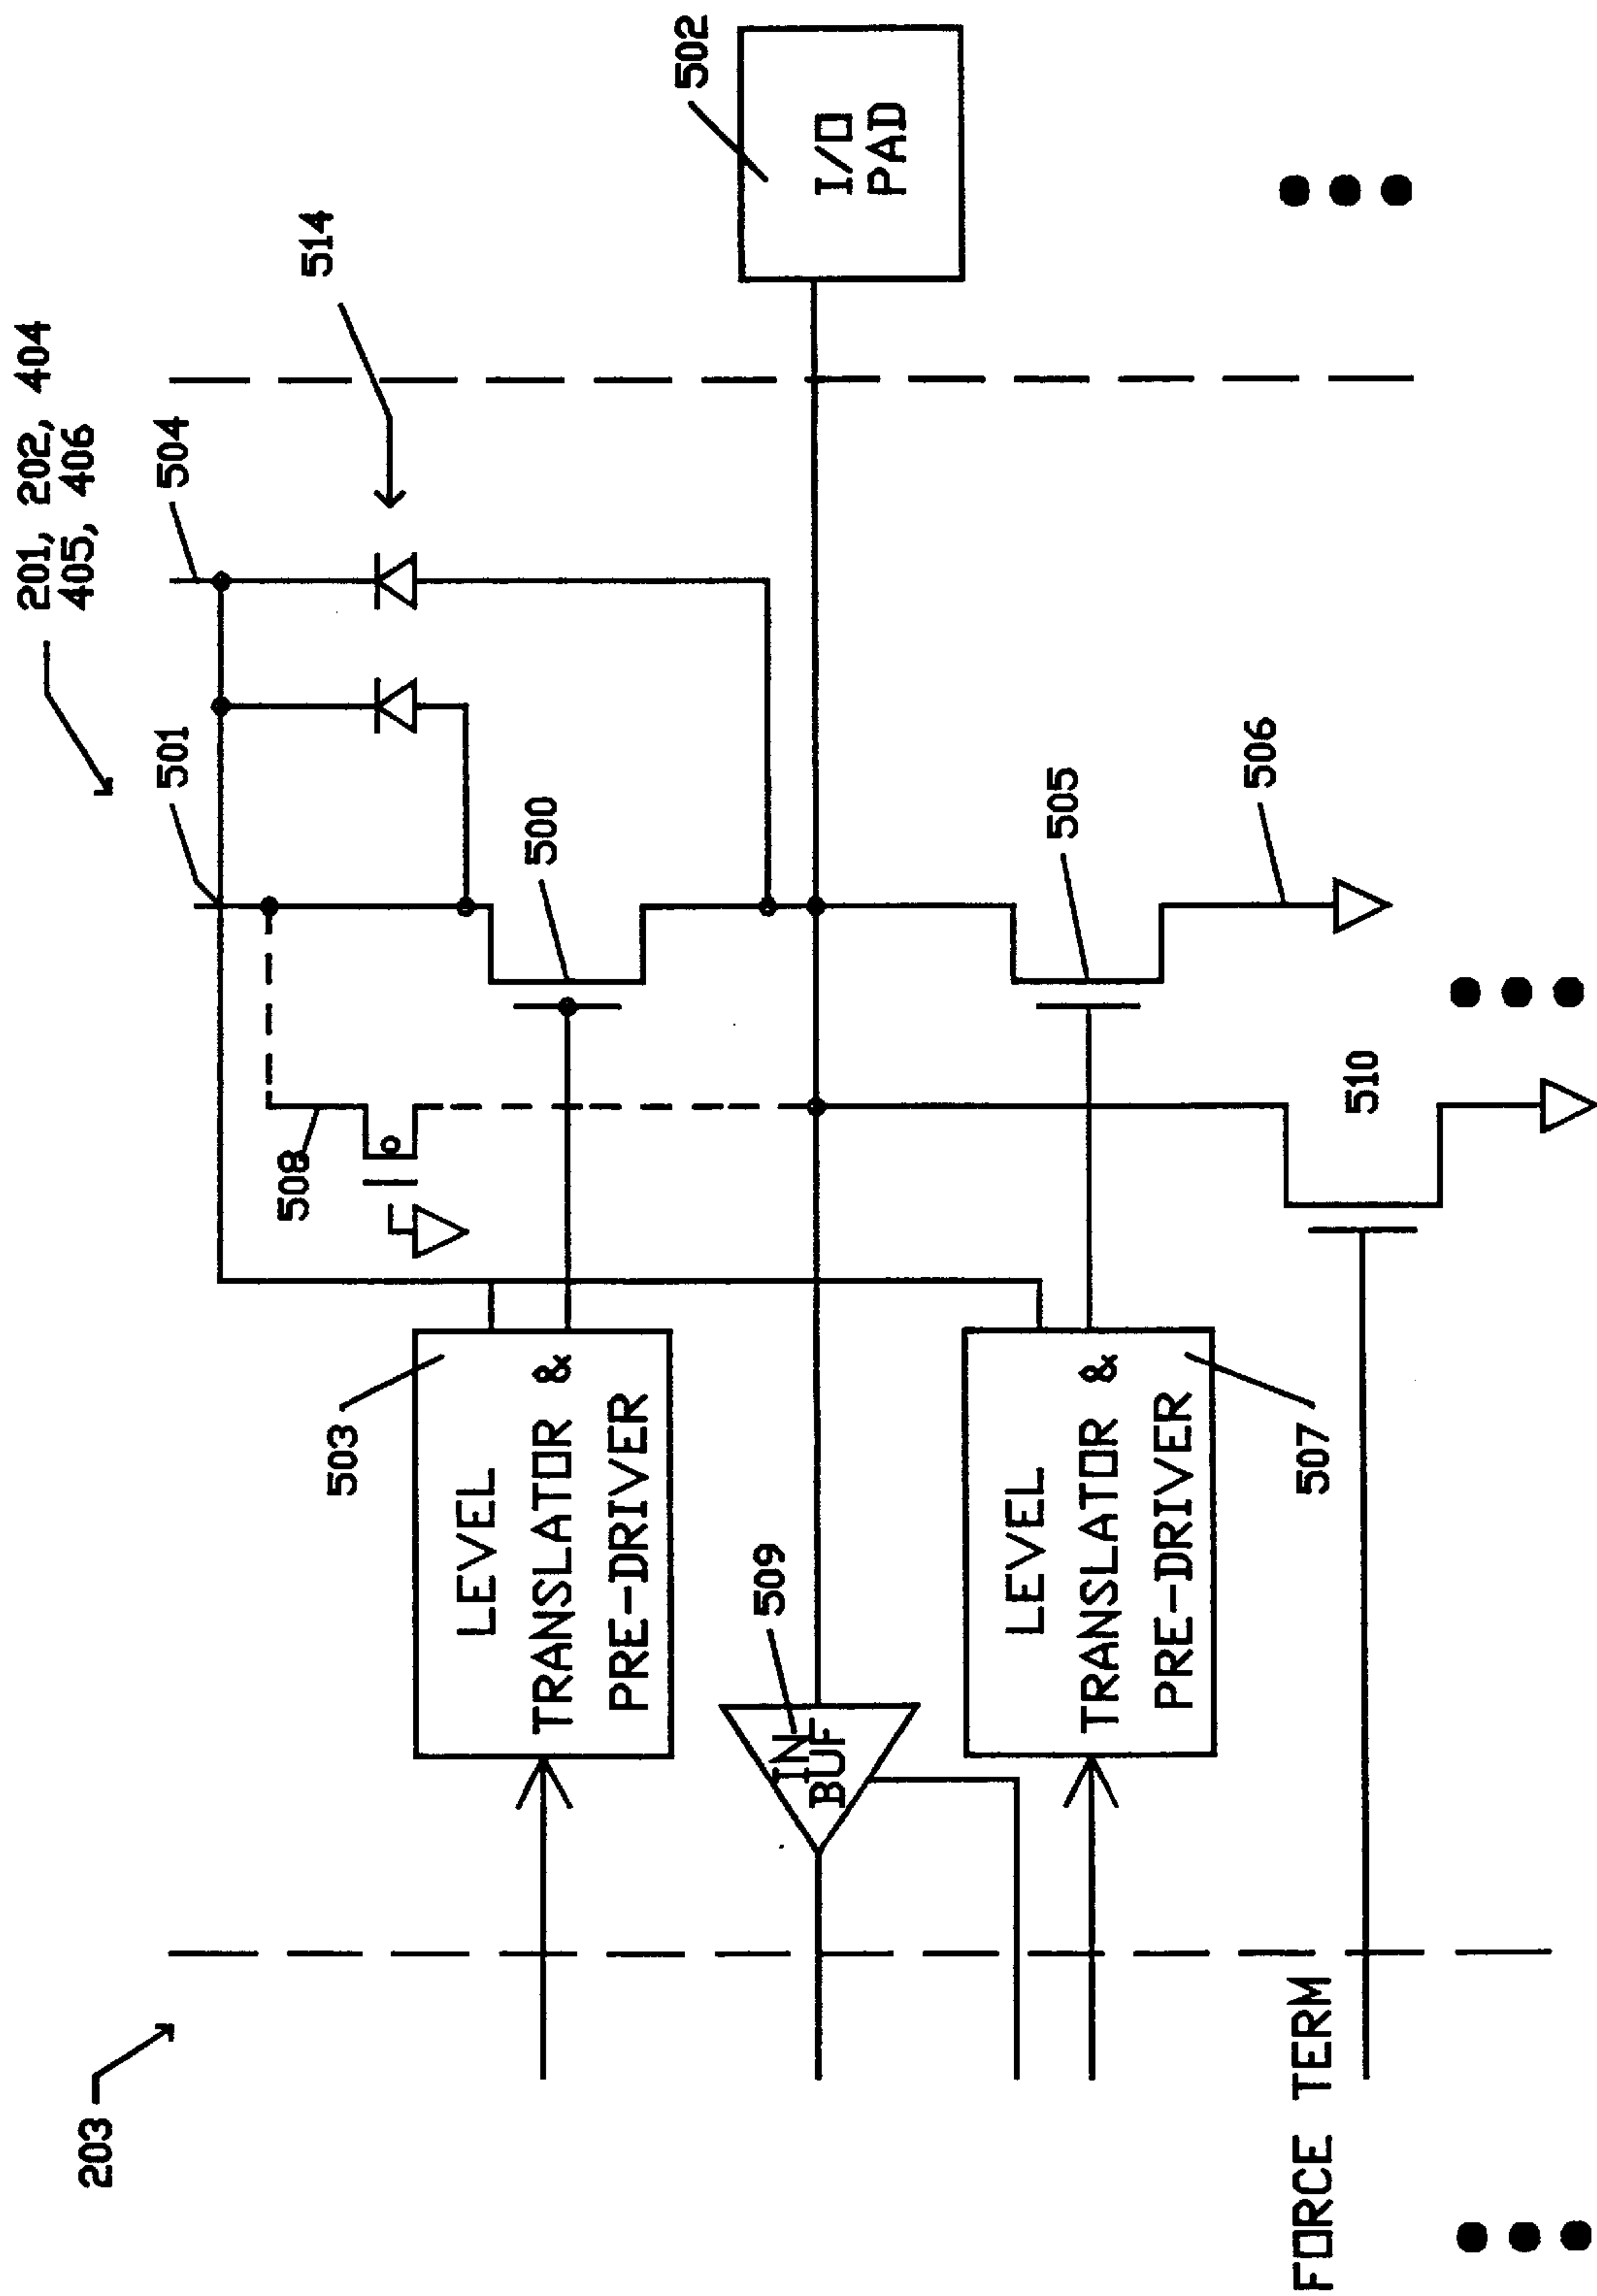 203
201, 202, 404
405, 406
501
504
514
508
500
503
LEVEL
TRANSLATOR &
PRE-DRIVER
502
I/O
PAD
509
IN
BUF
505
506
LEVEL
TRANSLATOR &
PRE-DRIVER
507
510
FORCE TERM